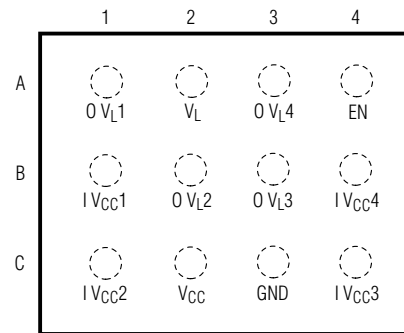 1 2 3 4
A
O VL1 VL O VL4 EN
B
I VCC1 O VL2 O VL3 I VCC4
C
I VCC2 VCC GND I VCC3